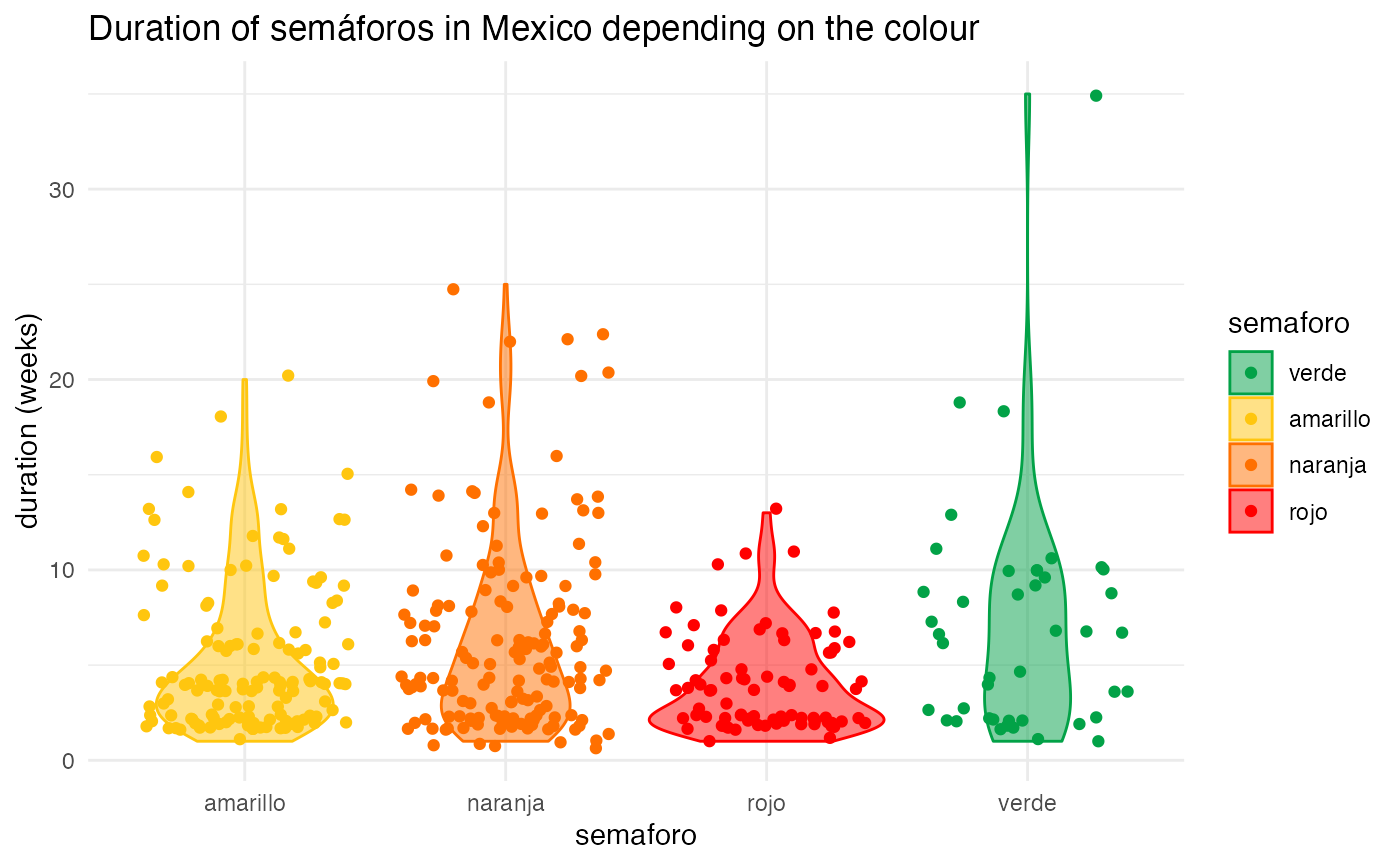 Duration of semáforos in Mexico depending on the colour
duration (weeks)
30
20
10
0
amarillo
naranja
rojo
verde
semaforo
semaforo
verde
amarillo
naranja
rojo